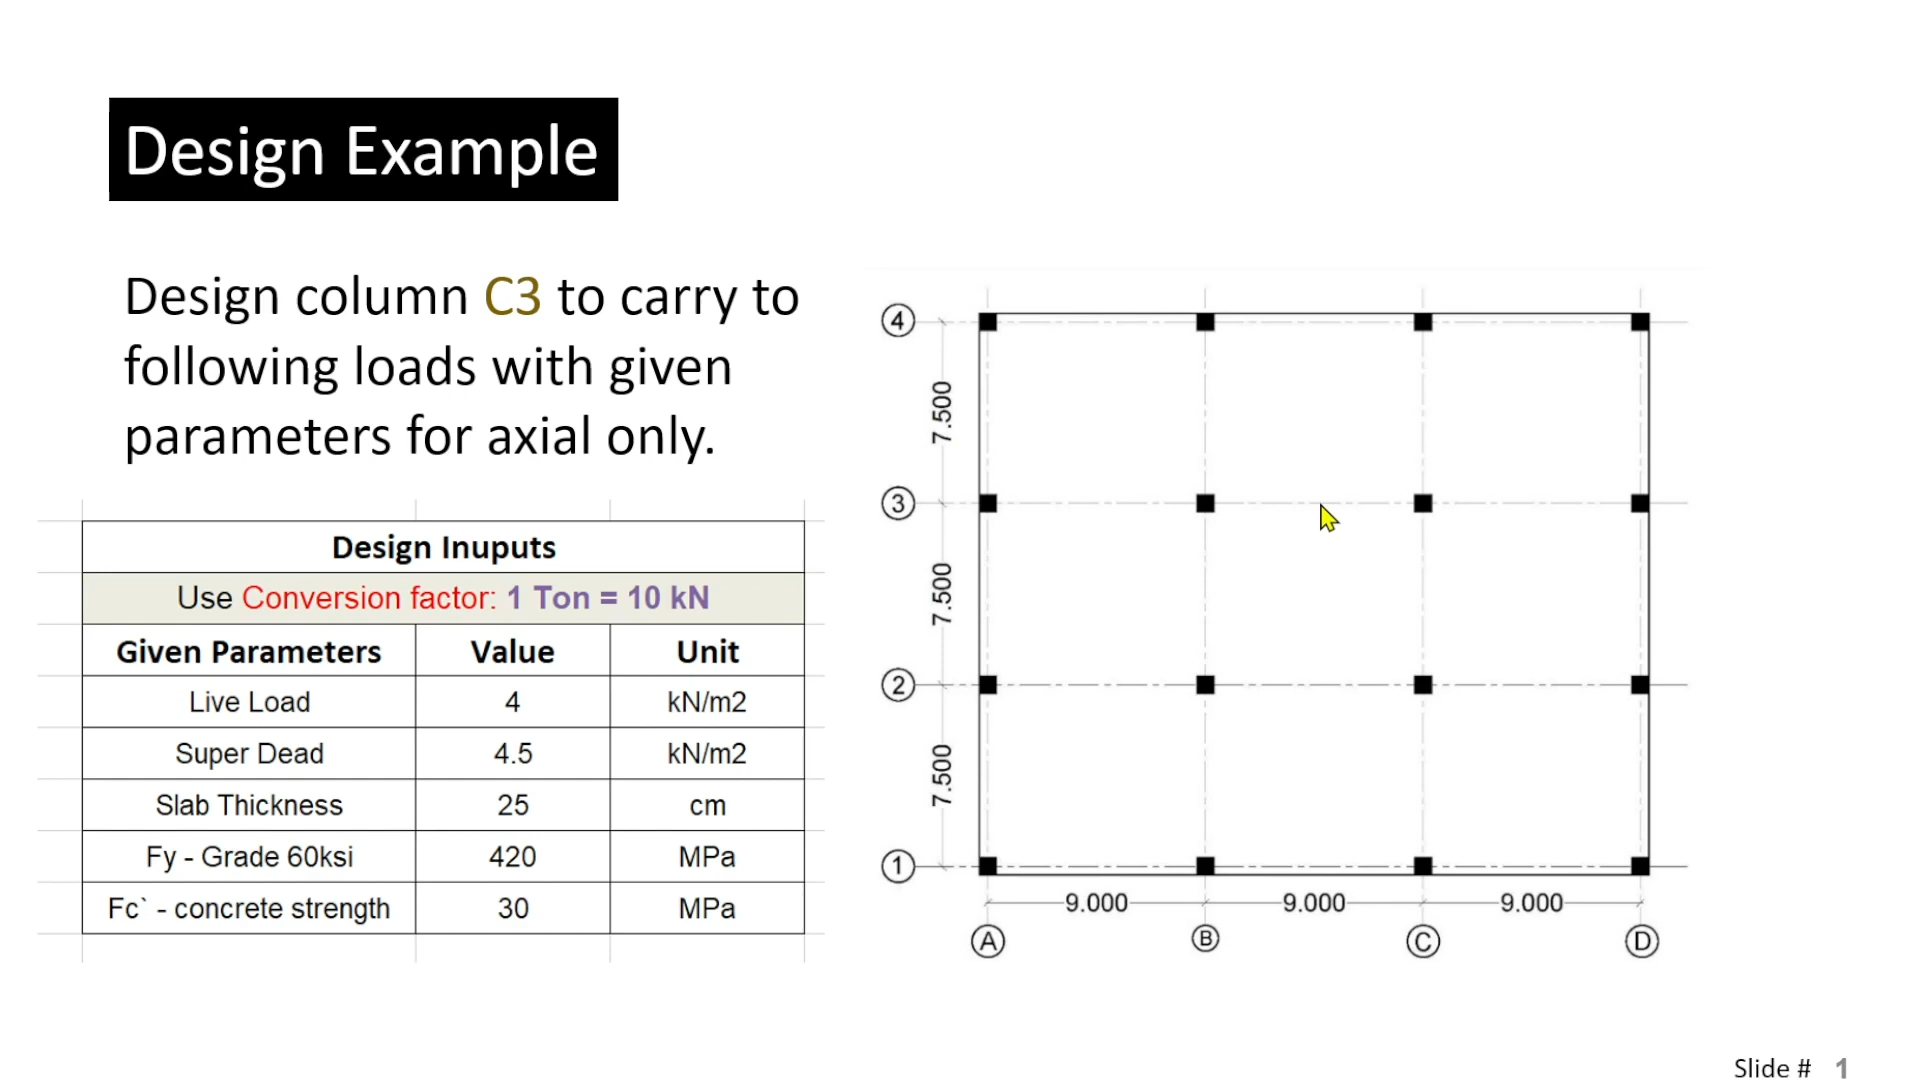 Design Example
Design column C3 to carry to
following loads with given
parameters for axial only.
Design Inuputs
Use Conversion factor: 1 Ton = 10 kN
Given Parameters Value Unit
Live Load 4 kN/m2
Super Dead 4.5 kN/m2
Slab Thickness 25 cm
Fy - Grade 60ksi 420 MPa
Fc` - concrete strength 30 MPa
4
7.500
3
7.500
2
7.500
1
9.000 9.000 9.000
A B C D
Slide # 1